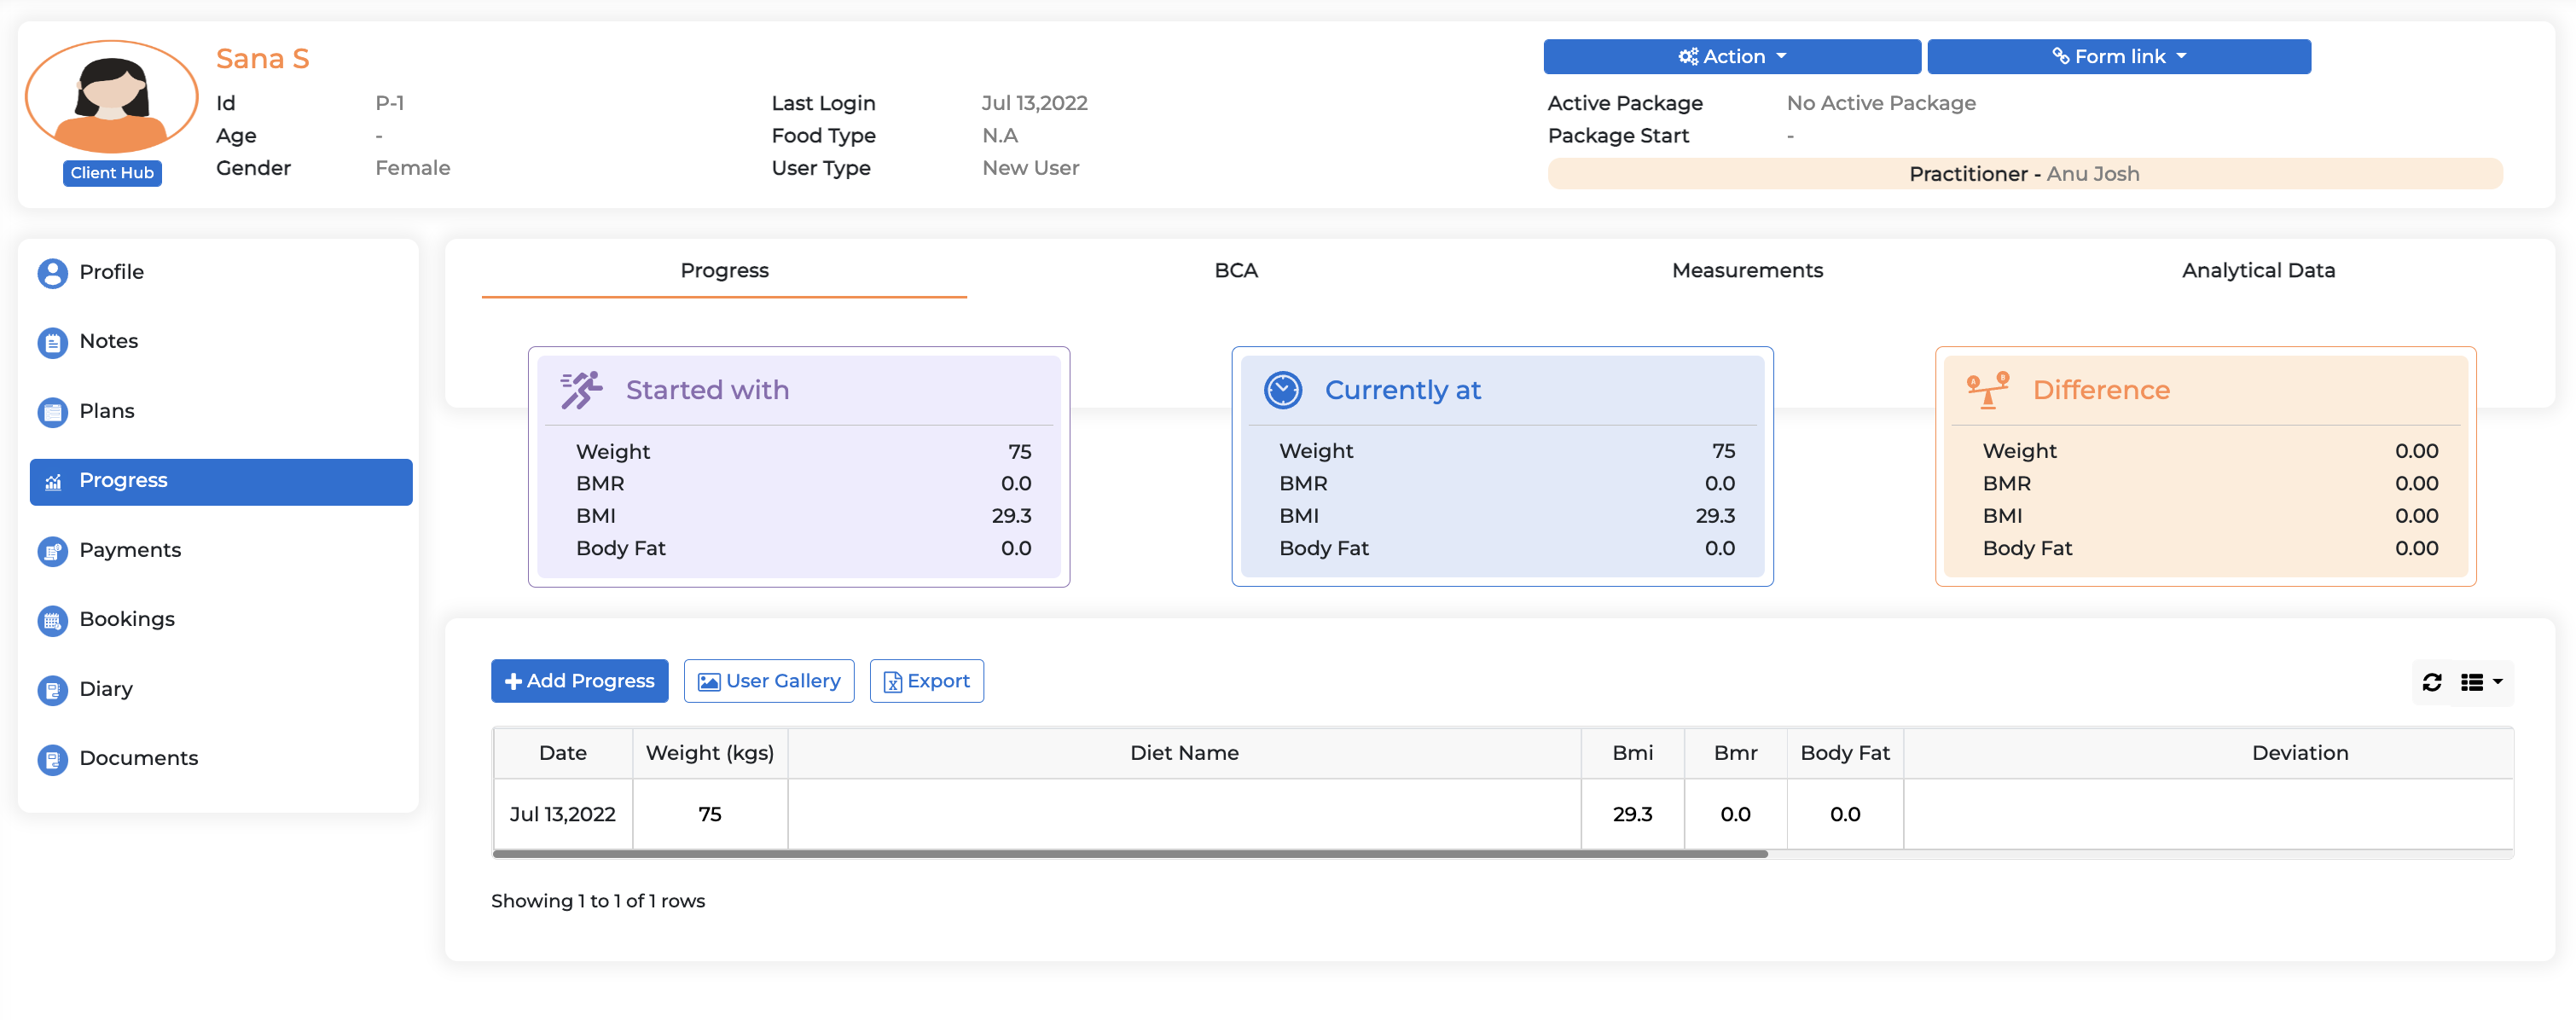 Sana S
Id P-1
Age -
Gender Female
Client Hub
Last Login Jul 13,2022
Food Type N.A
User Type New User
Action
Form link
Active Package No Active Package
Package Start -
Practitioner - Anu Josh
Profile
Notes
Plans
Progress
Payments
Bookings
Diary
Documents
Progress BCA Measurements Analytical Data
Started with
Weight 75
BMR 0.0
BMI 29.3
Body Fat 0.0
Currently at
Weight 75
BMR 0.0
BMI 29.3
Body Fat 0.0
A B
Difference
Weight 0.00
BMR 0.00
BMI 0.00
Body Fat 0.00
Add Progress User Gallery Export
Date Weight (kgs) Diet Name Bmi Bmr Body Fat Deviation
Jul 13,2022 75 29.3 0.0 0.0
Showing 1 to 1 of 1 rows